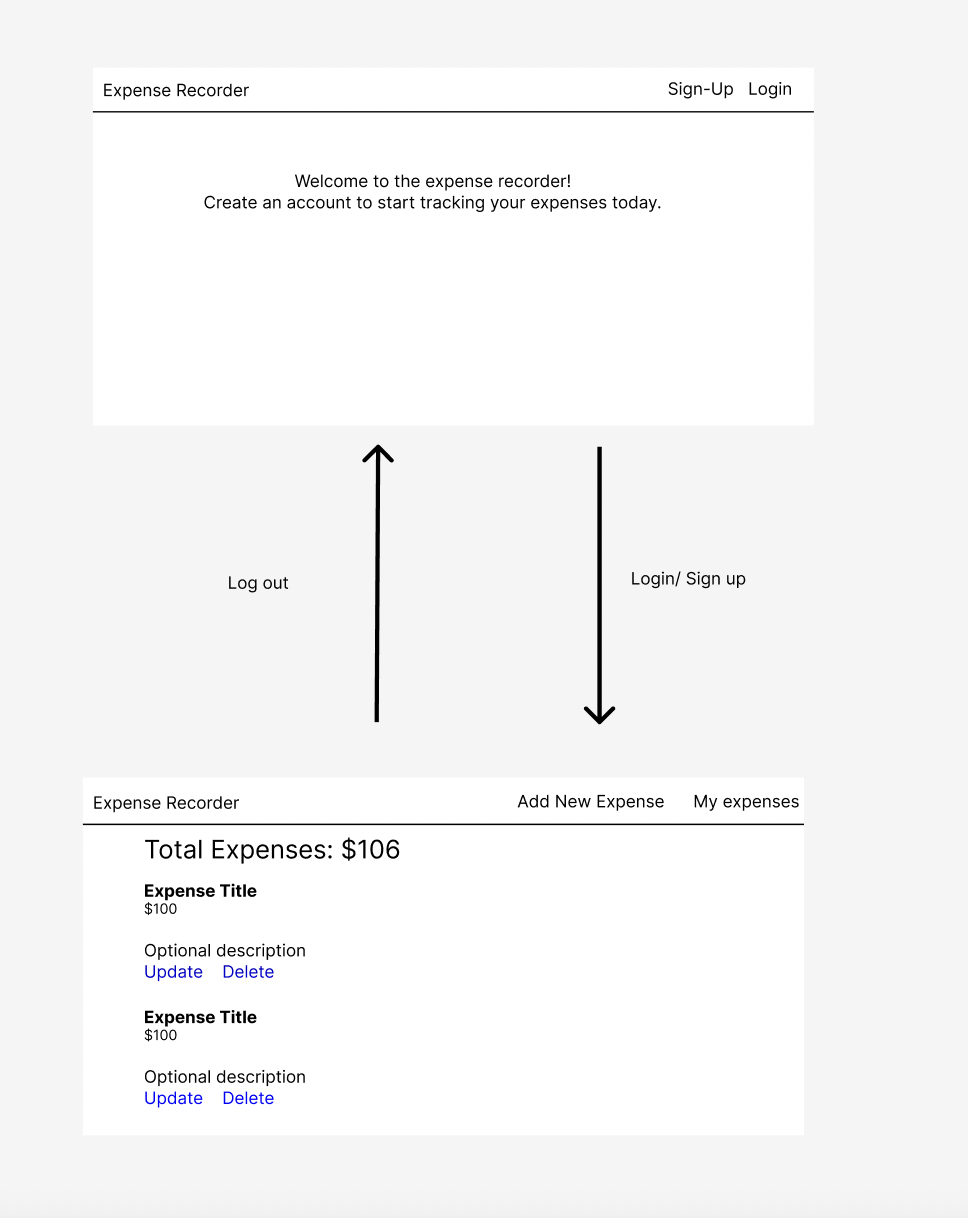 Expense Recorder Sign-Up Login
Welcome to the expense recorder!
Create an account to start tracking your expenses today.
Log out
Login/ Sign up
Expense Recorder Add New Expense My expenses
Total Expenses: $106
Expense Title
$100
Optional description
Update Delete
Expense Title
$100
Optional description
Update Delete